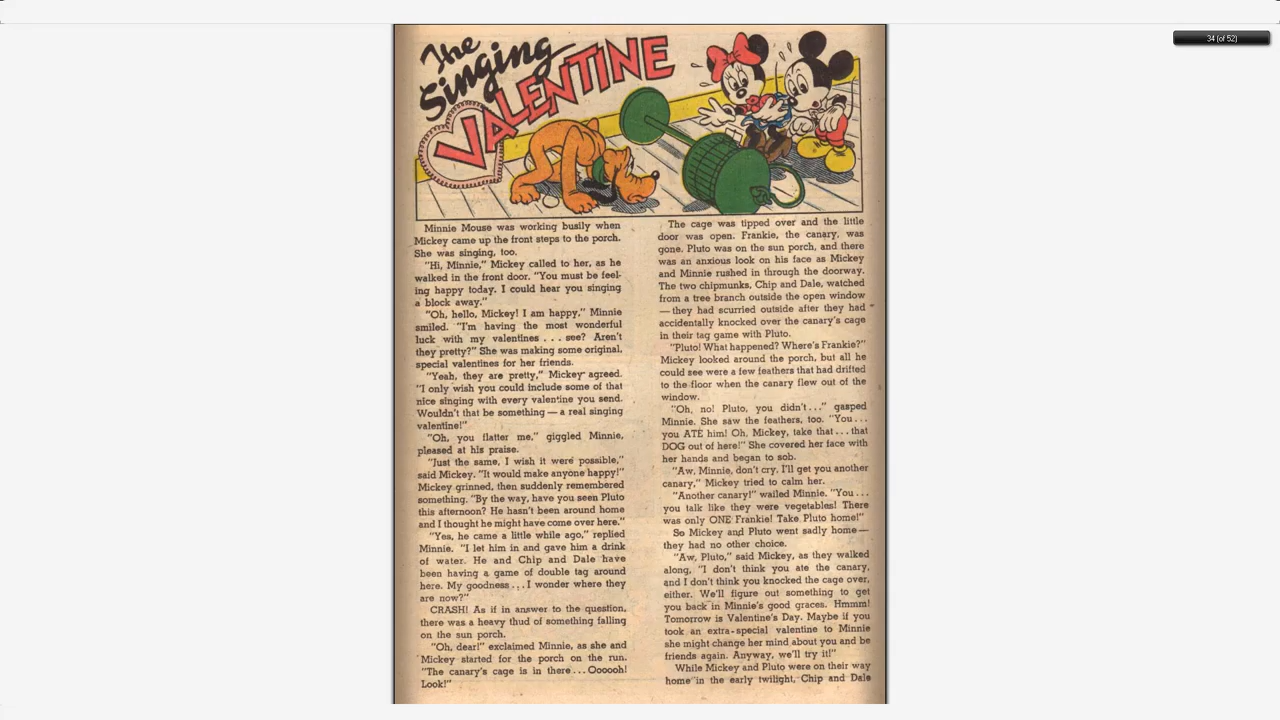 34 (of 52)
The
Singing
VALENTINE
Minnie Mouse was working busily when
Mickey came up the front steps to the porch.
She was singing, too.
"Hi, Minnie," Mickey called to her, as he
walked in the front door. "You must be feel-
ing happy today. I could hear you singing
a block away."
"Oh, hello, Mickey! I am happy," Minnie
smiled. "I'm having the most wonderful
luck with my valentines . . . see? Aren't
they pretty?" She was making some original,
special valentines for her friends.
"Yeah, they are pretty," Mickey agreed.
"I only wish you could include some of that
nice singing with every valentine you send.
Wouldn't that be something — a real singing
valentine!"
"Oh, you flatter me," giggled Minnie,
pleased at his praise.
"Just the same, I wish it were possible,"
said Mickey. "It would make anyone happy!"
Mickey grinned, then suddenly remembered
something. "By the way, have you seen Pluto
this afternoon? He hasn't been around home
and I thought he might have come over here."
"Yes, he came a little while ago," replied
Minnie. "I let him in and gave him a drink
of water. He and Chip and Dale have
been having a game of double tag around
here. My goodness . . . I wonder where they
are now?"
CRASH! As if in answer to the question,
there was a heavy thud of something falling
on the sun porch.
"Oh, dear!" exclaimed Minnie, as she and
Mickey started for the porch on the run.
"The canary's cage is in there . . . Oooooh!
Look!"
The cage was tipped over and the little
door was open. Frankie, the canary, was
gone. Pluto was on the sun porch, and there
was an anxious look on his face as Mickey
and Minnie rushed in through the doorway.
The two chipmunks, Chip and Dale, watched
from a tree branch outside the open window
— they had scurried outside after they had
accidentally knocked over the canary's cage
in their tag game with Pluto.
"Pluto! What happened? Where's Frankie?"
Mickey looked around the porch, but all he
could see were a few feathers that had drifted
to the floor when the canary flew out of the
window.
"Oh, no! Pluto, you didn't . . ." gasped
Minnie. She saw the feathers, too. "You . . .
you ATE him! Oh, Mickey, take that . . . that
DOG out of here!" She covered her face with
her hands and began to sob.
"Aw, Minnie, don't cry. I'll get you another
canary," Mickey tried to calm her.
"Another canary!" wailed Minnie. "You . . .
you talk like they were vegetables! There
was only ONE Frankie! Take Pluto home!"
So Mickey and Pluto went sadly home —
they had no other choice.
"Aw, Pluto," said Mickey, as they walked
along, "I don't think you ate the canary,
and I don't think you knocked the cage over,
either. We'll figure out something to get
you back in Minnie's good graces. Hmmm!
Tomorrow is Valentine's Day. Maybe if you
took an extra-special valentine to Minnie
she might change her mind about you and be
friends again. Anyway, we'll try it!"
While Mickey and Pluto were on their way
home in the early twilight, Chip and Dale